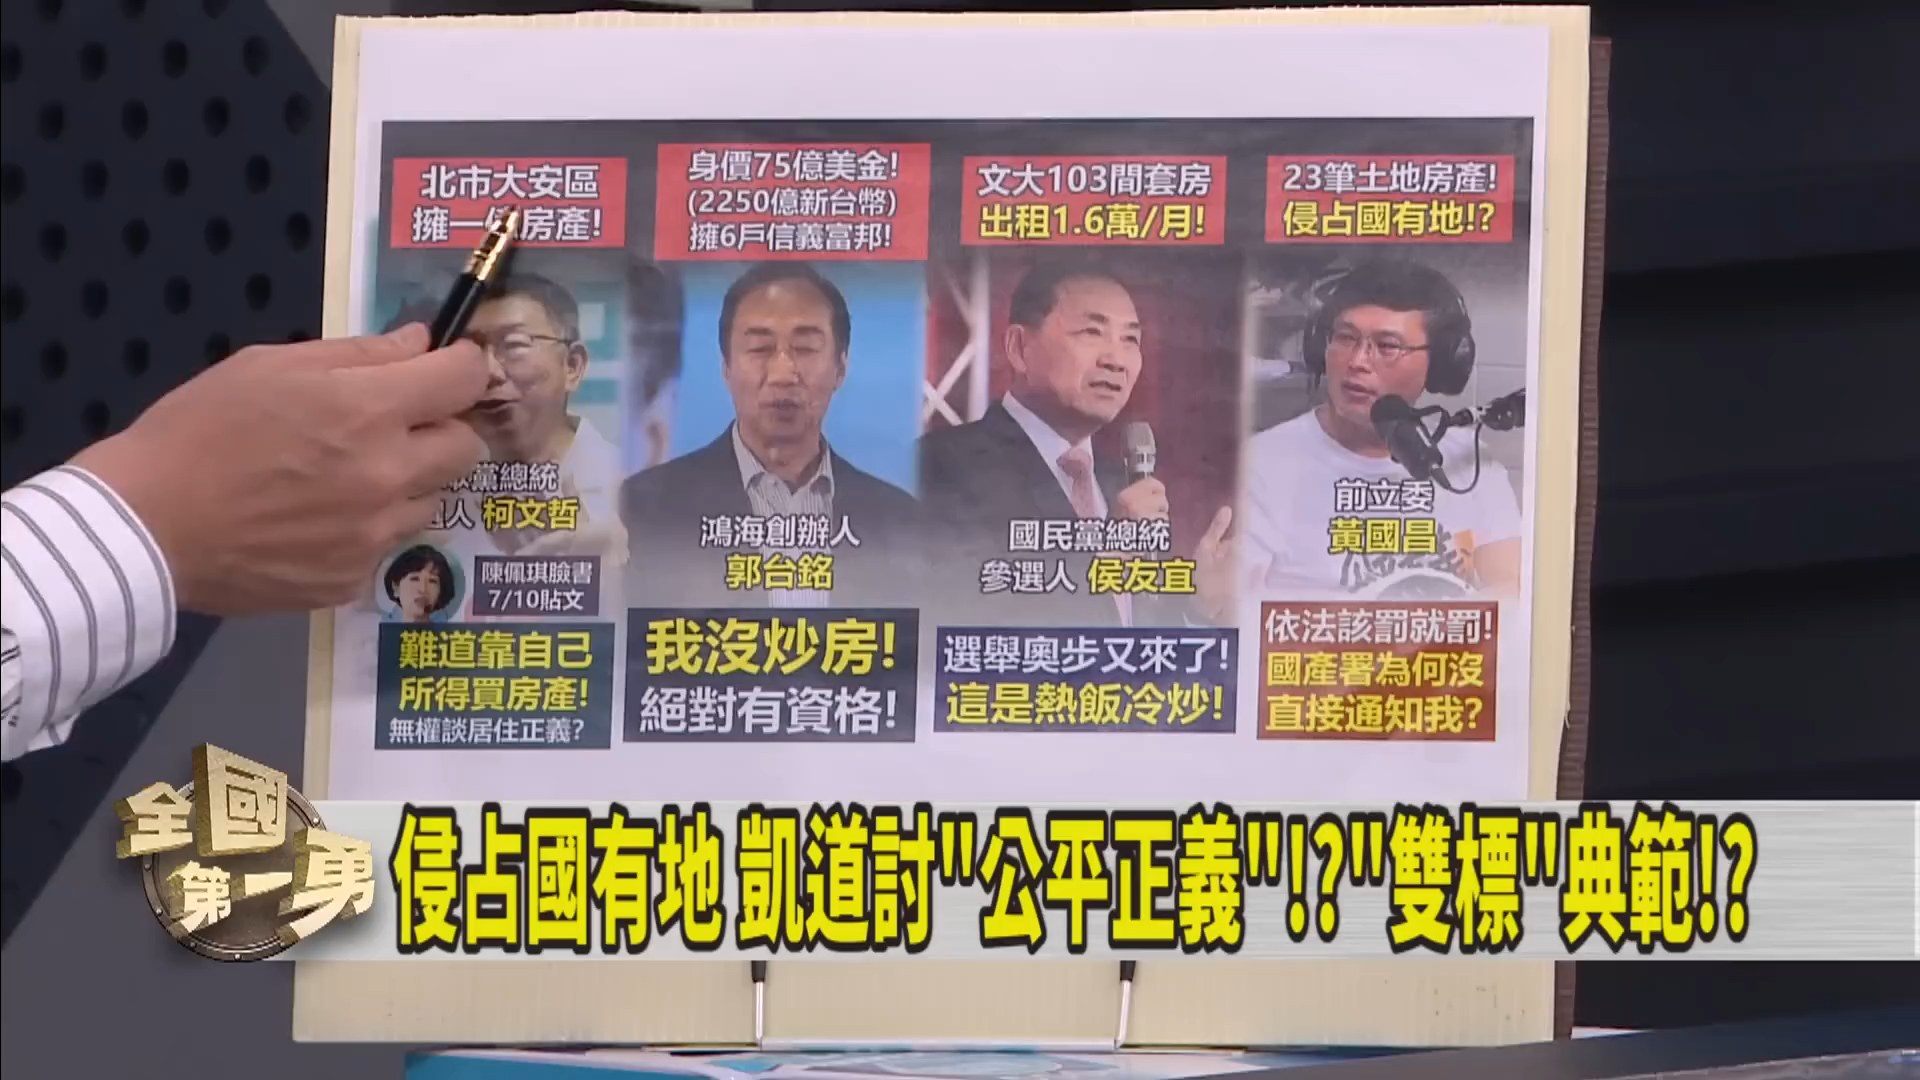 北市大安區
擁一億房產!
黨總統
人 柯文哲
陳佩琪臉書
7/10貼文
難道靠自己
所得買房產!
無權談居住正義?
身價75億美金!
(2250億新台幣)
擁6戶信義富邦!
鴻海創辦人
郭台銘
我沒炒房!
絕對有資格!
文大103間套房
出租1.6萬/月!
國民黨總統
參選人 侯友宜
選舉奧步又來了!
這是熱飯冷炒!
23筆土地房產!
侵占國有地!?
前立委
黃國昌
依法該罰就罰!
國產署為何沒
直接通知我?
全國
第一勇
侵占國有地 凱道討"公平正義"!?"雙標"典範!?